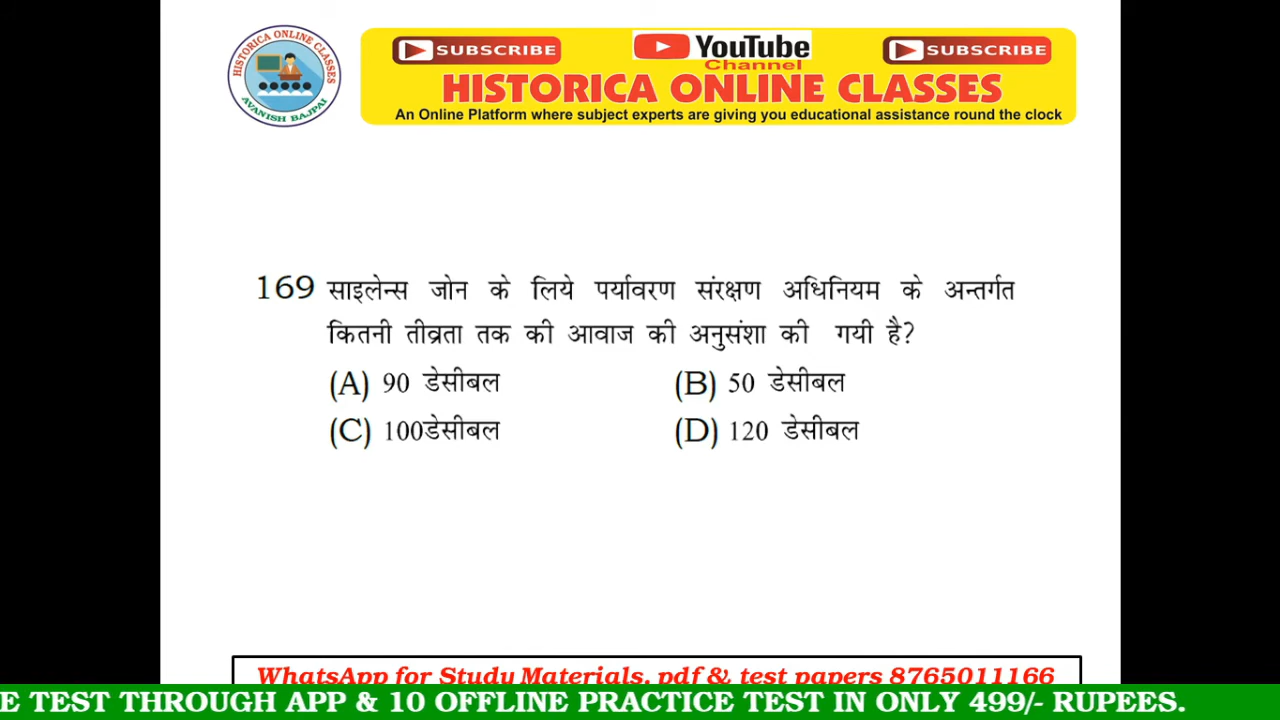 HISTORICA ONLINE CLASSES
AVANISH BAJPAI
SUBSCRIBE
YouTube
Channel
SUBSCRIBE
HISTORICA ONLINE CLASSES
An Online Platform where subject experts are giving you educational assistance round the clock
169 साइलेन्स जोन के लिये पर्यावरण संरक्षण अधिनियम के अन्तर्गत
कितनी तीव्रता तक की आवाज की अनुसंशा की गयी है?
(A) 90 डेसीबल (B) 50 डेसीबल
(C) 100डेसीबल (D) 120 डेसीबल
WhatsApp for Study Materials, pdf & test papers 8765011166
E TEST THROUGH APP & 10 OFFLINE PRACTICE TEST IN ONLY 499/- RUPEES.